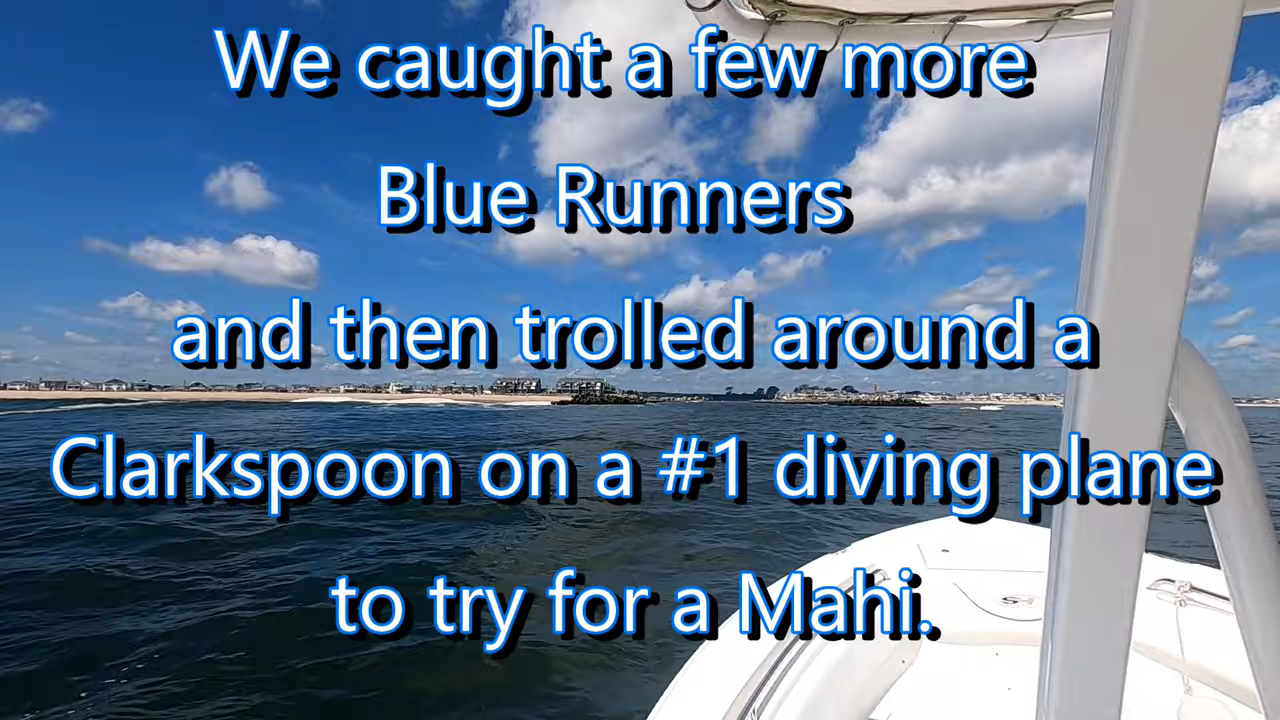 We caught a few more
Blue Runners
and then trolled around a
Clarkspoon on a #1 diving plane
to try for a Mahi.